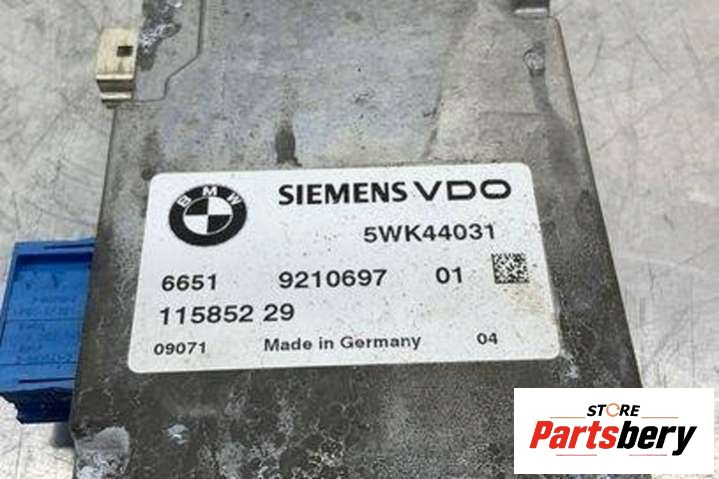 BMW
SIEMENS VDO
5WK44031
6651 9210697 01
115852 29
09071 Made in Germany 04
STORE
Partsbery